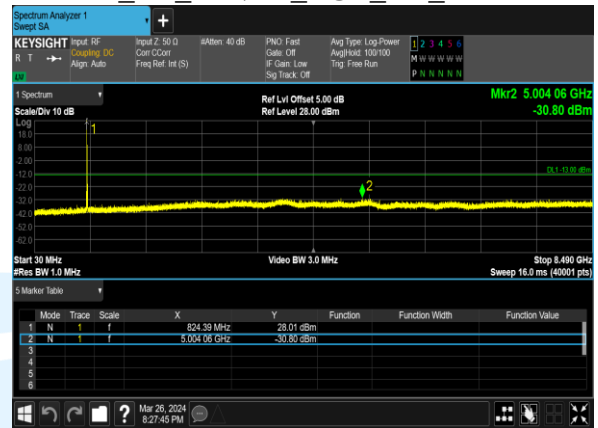 Spectrum Analyzer 1
Swept SA
+
KEYSIGHT Input: RF Input Z: 50 Ω #Atten: 40 dB PNO: Fast Avg Type: Log-Power 1 2 3 4 5 6
R T Coupling: DC Corr CCorr Gate: Off Avg|Hold: 100/100 M W W W W W
Align: Auto Freq Ref: Int (S) IF Gain: Low Trig: Free Run
LV Sig Track: Off P N N N N N
1 Spectrum Ref Lvl Offset 5.00 dB Mkr2 5.004 06 GHz
Scale/Div 10 dB Ref Level 28.00 dBm -30.80 dBm
Log
1
18.0
8.00
-2.00
-12.0 DL1 -13.00 dBm
-22.0 2
-32.0
-42.0
-52.0
-62.0
Start 30 MHz Video BW 3.0 MHz Stop 8.490 GHz
#Res BW 1.0 MHz Sweep 16.0 ms (40001 pts)
5 Marker Table
Mode Trace Scale X Y Function Function Width Function Value
1 N 1 f 824.39 MHz 28.01 dBm
2 N 1 f 5.004 06 GHz -30.80 dBm
3
4
5
6
? Mar 26, 2024
8:27:45 PM